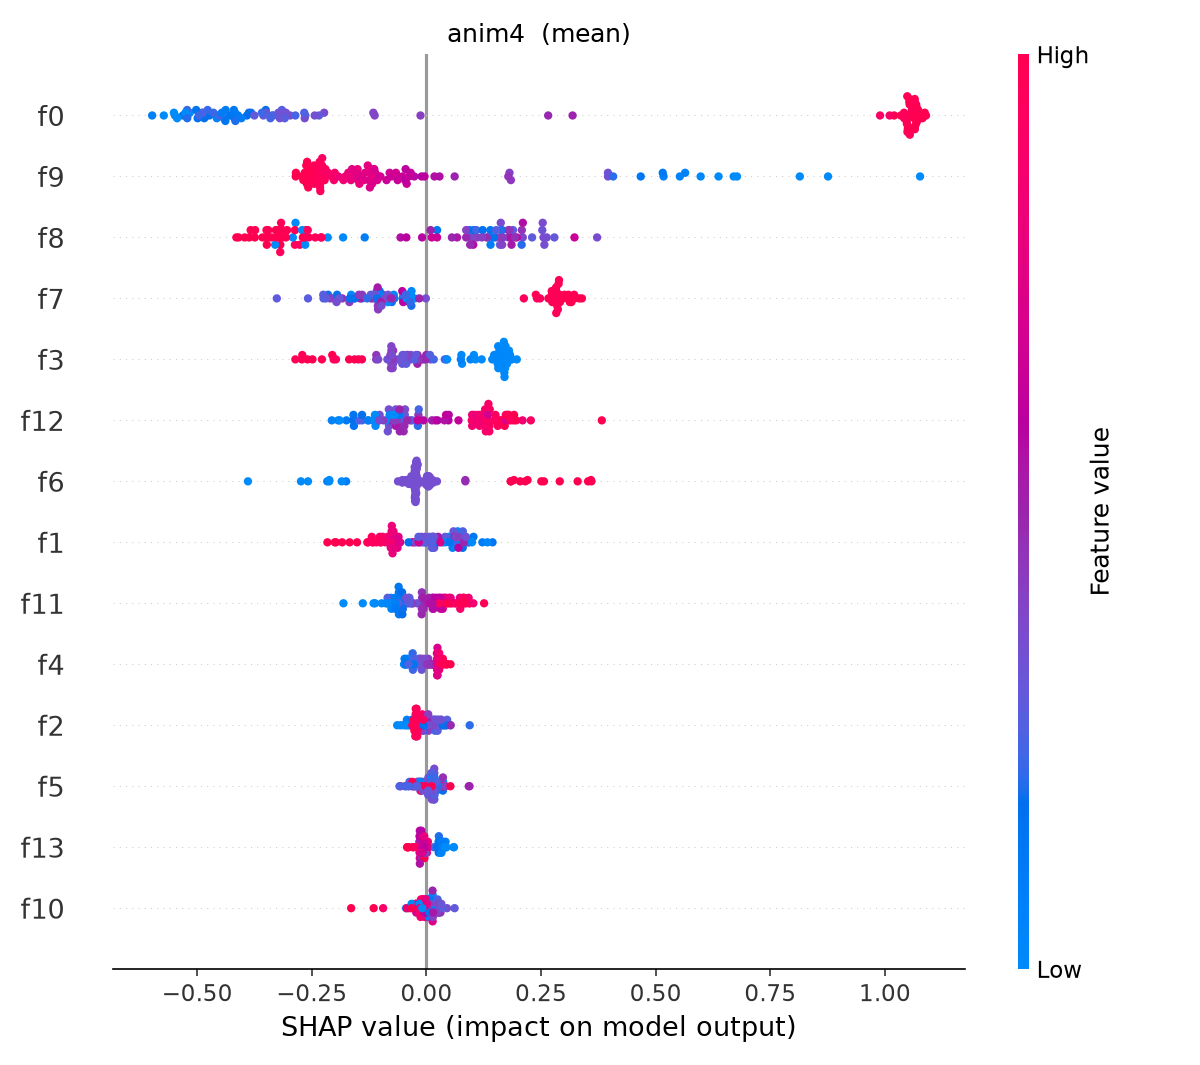 anim4 (mean)
High
f0
f9
f8
f7
f3
f12
f6
f1
f11
f4
f2
f5
f13
f10
Feature value
Low
−0.50 −0.25 0.00 0.25 0.50 0.75 1.00
SHAP value (impact on model output)